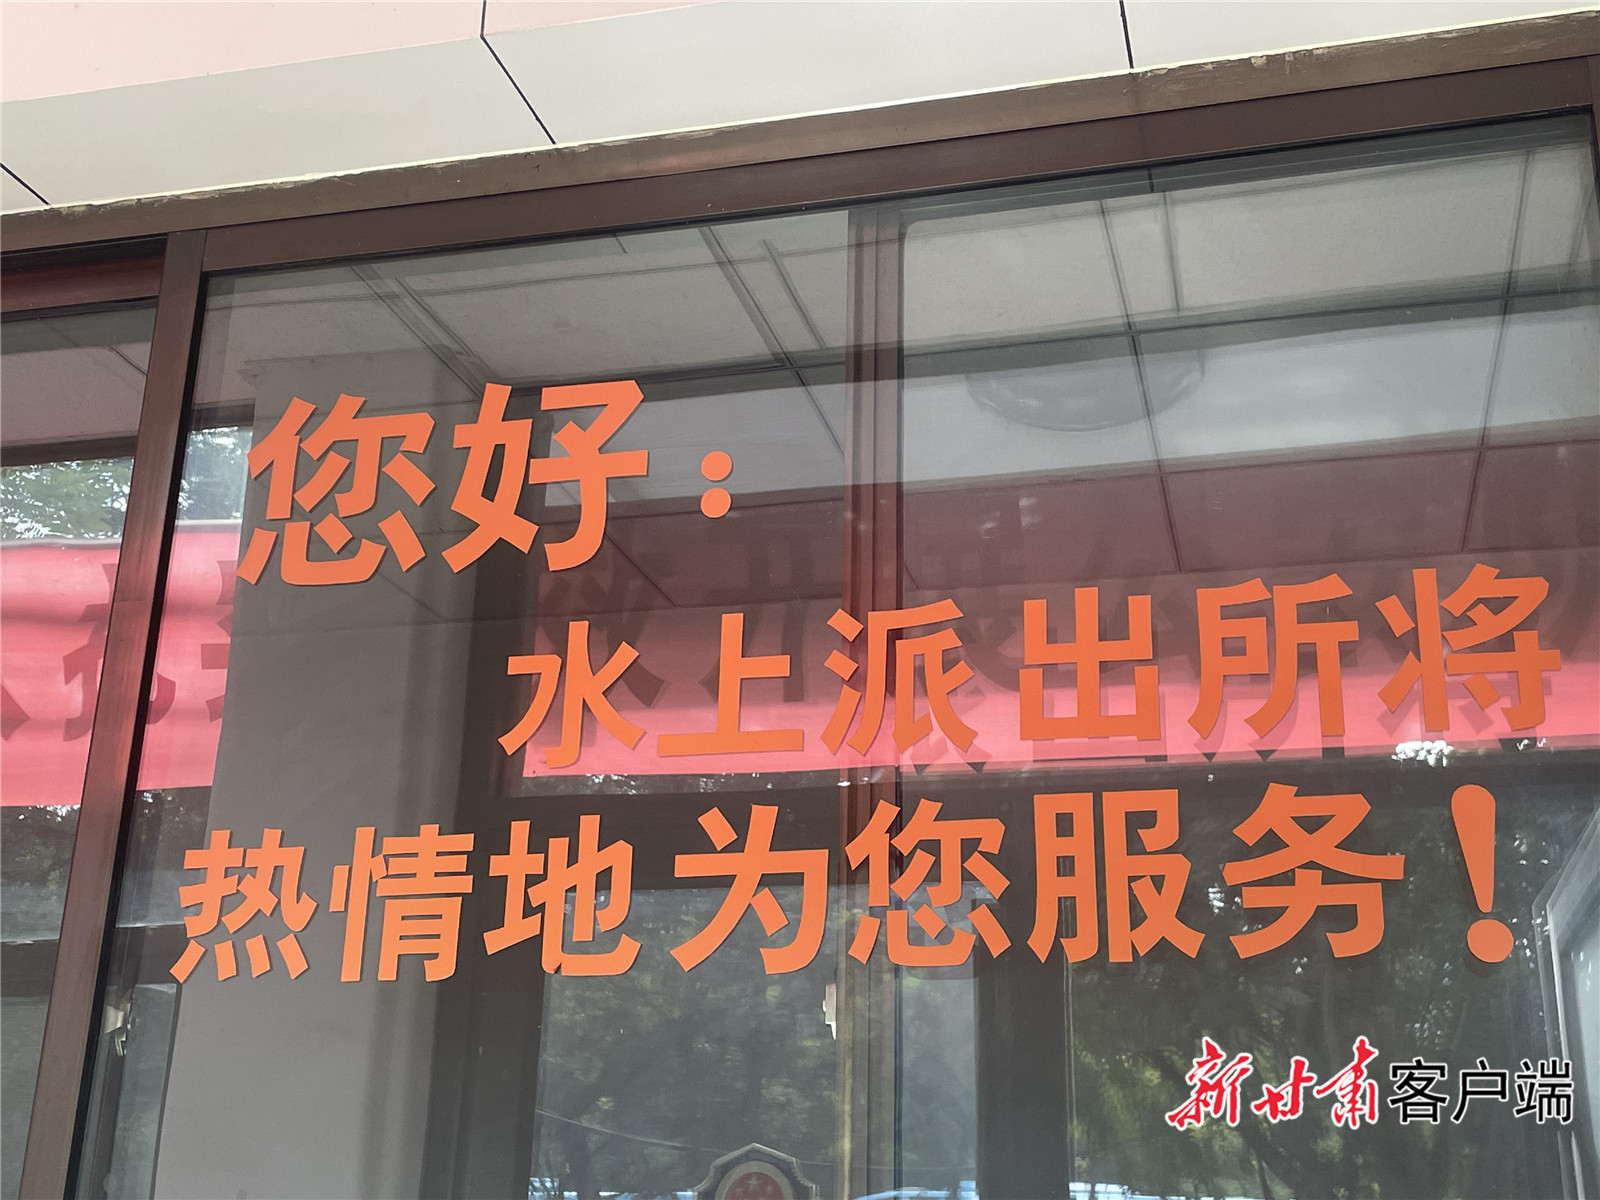 您好：
水上派出所将
热情地为您服务！
新甘肃客户端